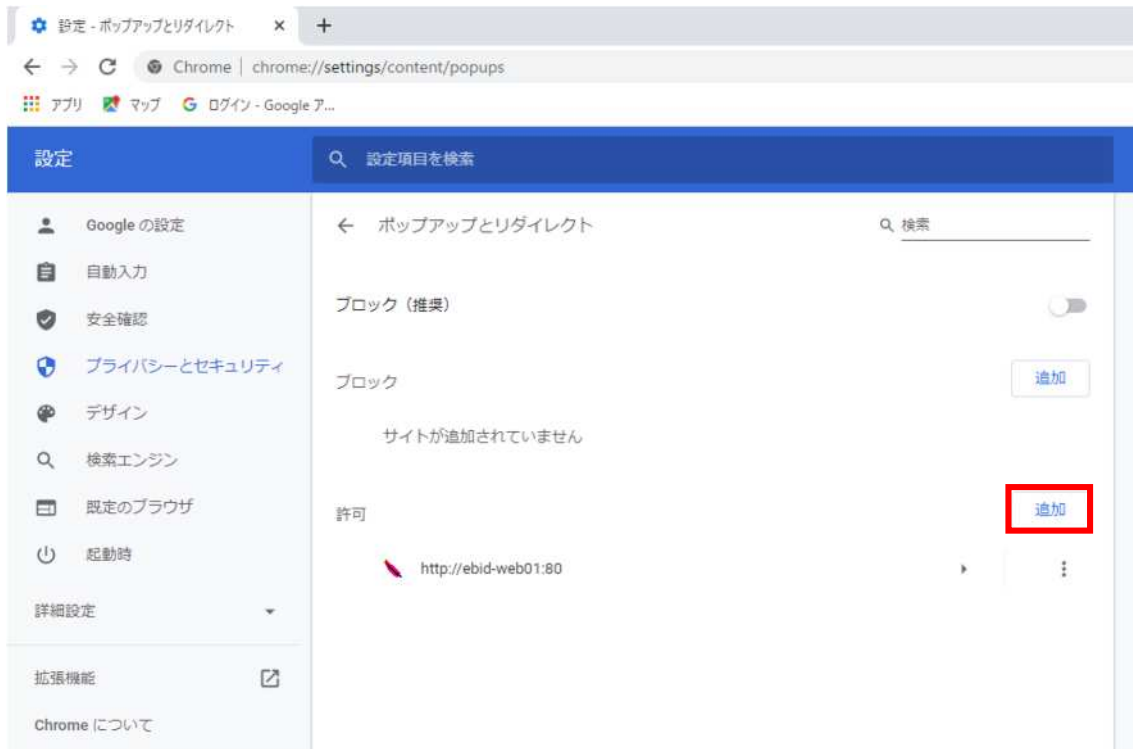 設定 - ポップアップとリダイレクト
Chrome | chrome://settings/content/popups
アプリ マップ ログイン - Google ア...
設定
設定項目を検索
Google の設定
自動入力
安全確認
プライバシーとセキュリティ
デザイン
検索エンジン
既定のブラウザ
起動時
詳細設定
拡張機能
Chrome について
ポップアップとリダイレクト
検索
ブロック（推奨）
ブロック
追加
サイトが追加されていません
許可
追加
http://ebid-web01:80